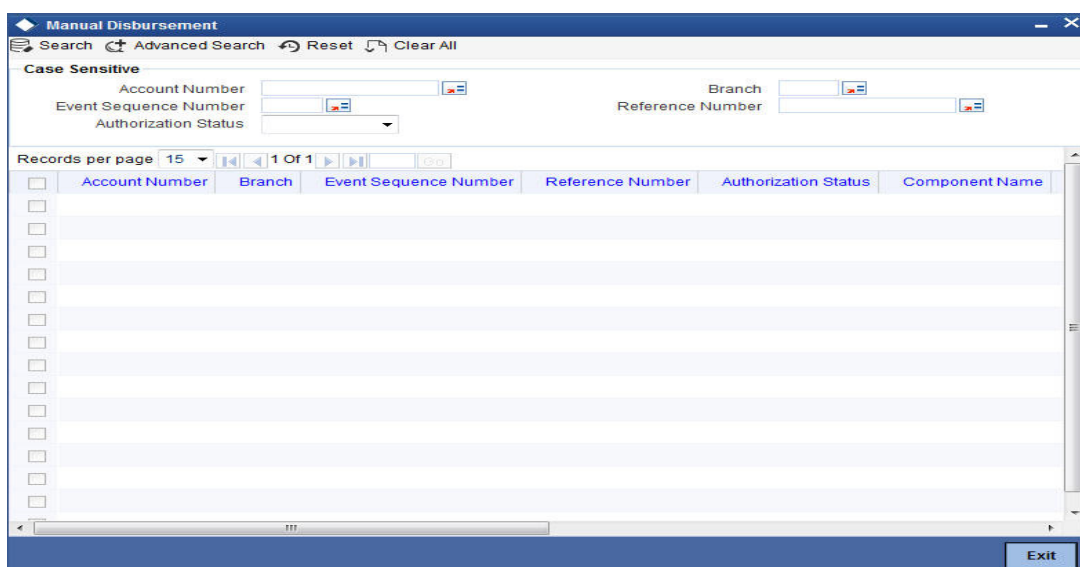 Manual Disbursement
Search Advanced Search Reset Clear All
Case Sensitive
Account Number Branch
Event Sequence Number Reference Number
Authorization Status
Records per page 15 1 Of 1 Go
Account Number Branch Event Sequence Number Reference Number Authorization Status Component Name
Exit